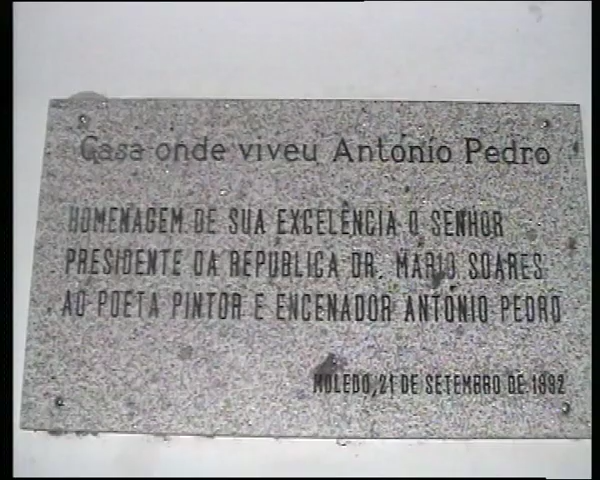 Casa onde viveu António Pedro
HOMENAGEM DE SUA EXCELÊNCIA O SENHOR
PRESIDENTE DA REPUBLICA DR. MÁRIO SOARES
AO POETA PINTOR E ENCENADOR ANTÓNIO PEDRO
MOLEDO, 21 DE SETEMBRO DE 1992